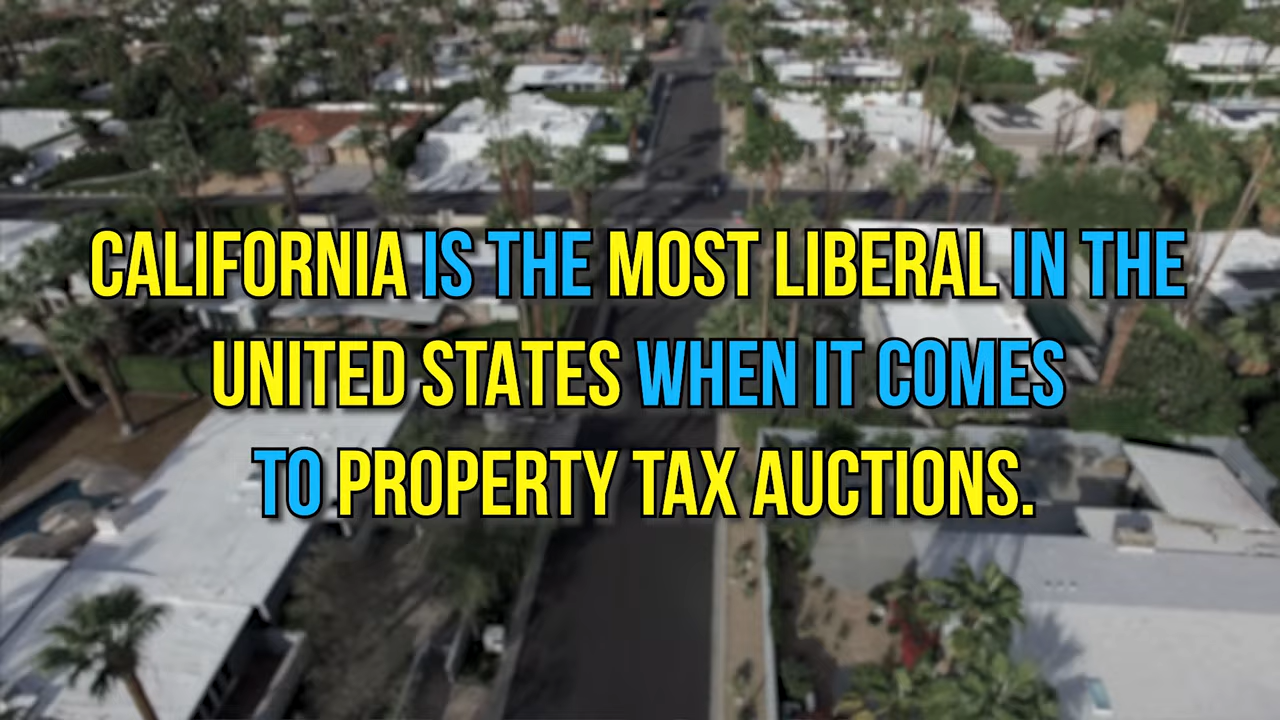 CALIFORNIA IS THE MOST LIBERAL IN THE
UNITED STATES WHEN IT COMES
TO PROPERTY TAX AUCTIONS.